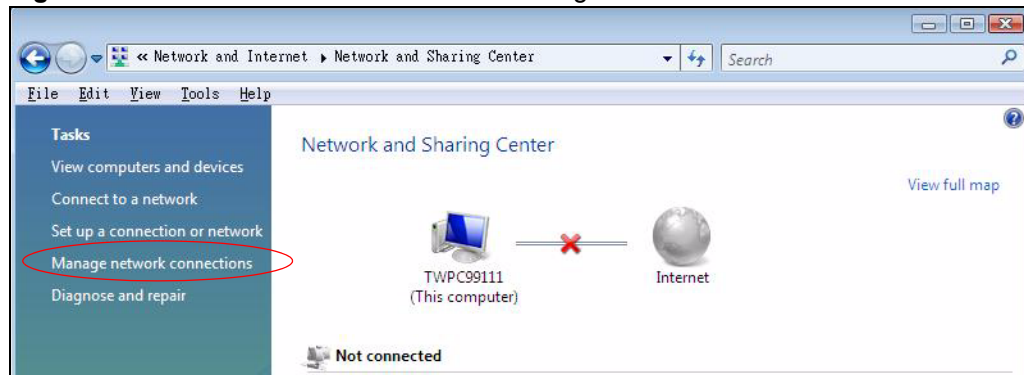 « Network and Internet ▸ Network and Sharing Center
Search
File Edit View Tools Help
Tasks
View computers and devices
Connect to a network
Set up a connection or network
Manage network connections
Diagnose and repair
Network and Sharing Center
View full map
TWPC99111
(This computer)
Internet
Not connected